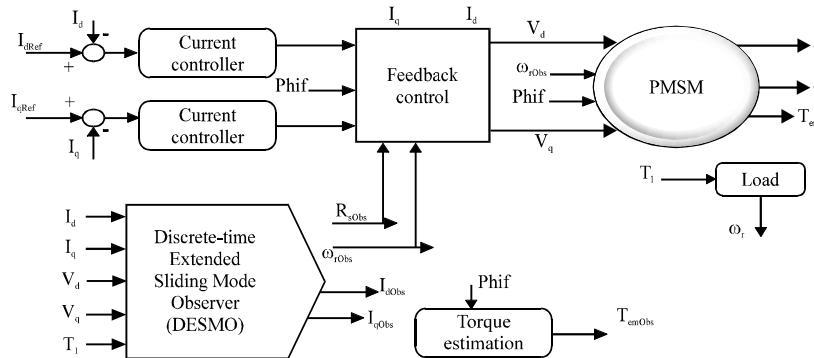 I_d
I_q I_d
V_d
I_dRef
-
+
Current
controller
ω_rObs
Phif
Feedback
control
Phif
PMSM
I_qRef
+
-
I_q
Current
controller
V_q
T_e
T_l
Load
ω_r
R_sObs
ω_rObs
I_d
I_q
V_d
V_q
T_l
Discrete-time
Extended
Sliding Mode
Observer
(DESMO)
I_dObs
I_qObs
Phif
Torque
estimation
T_emObs